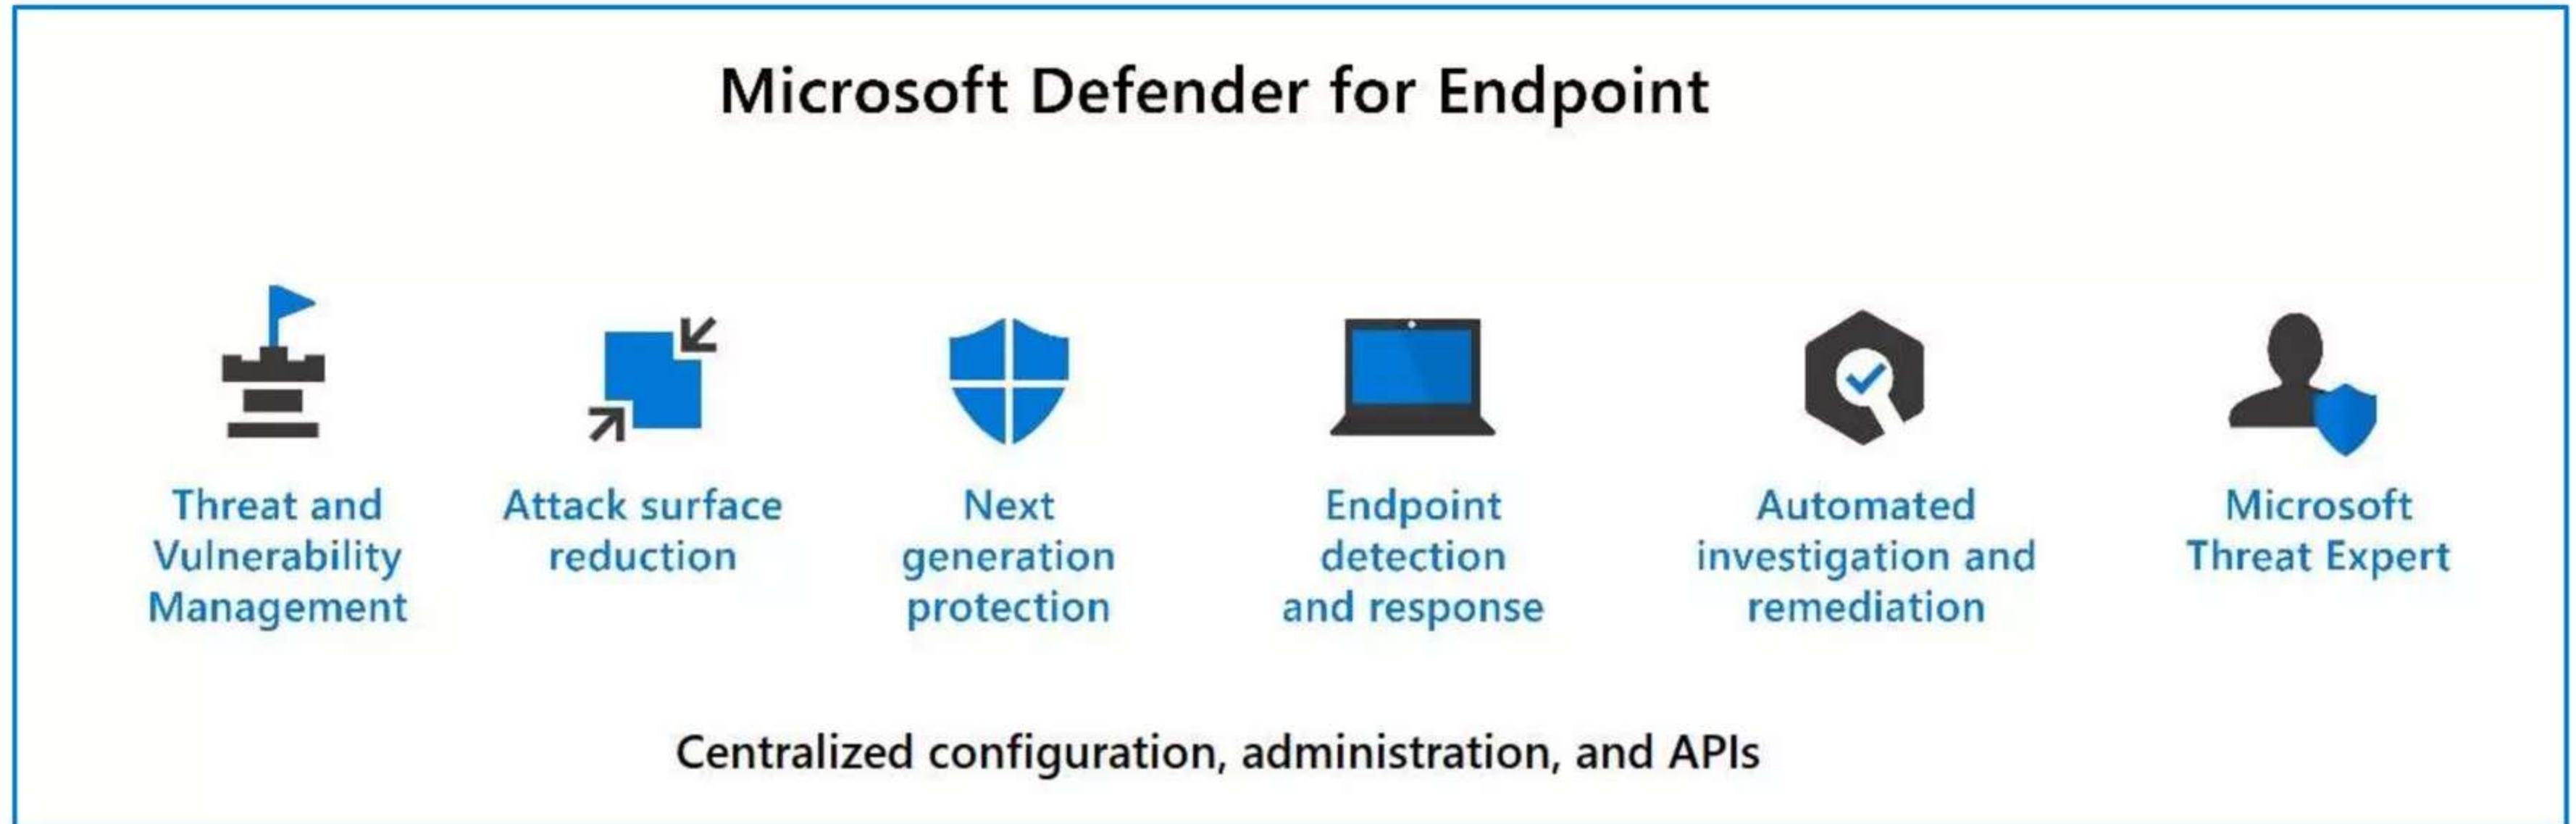 Microsoft Defender for Endpoint
Threat and
Vulnerability
Management
Attack surface
reduction
Next
generation
protection
Endpoint
detection
and response
Automated
investigation and
remediation
Microsoft
Threat Expert
Centralized configuration, administration, and APIs